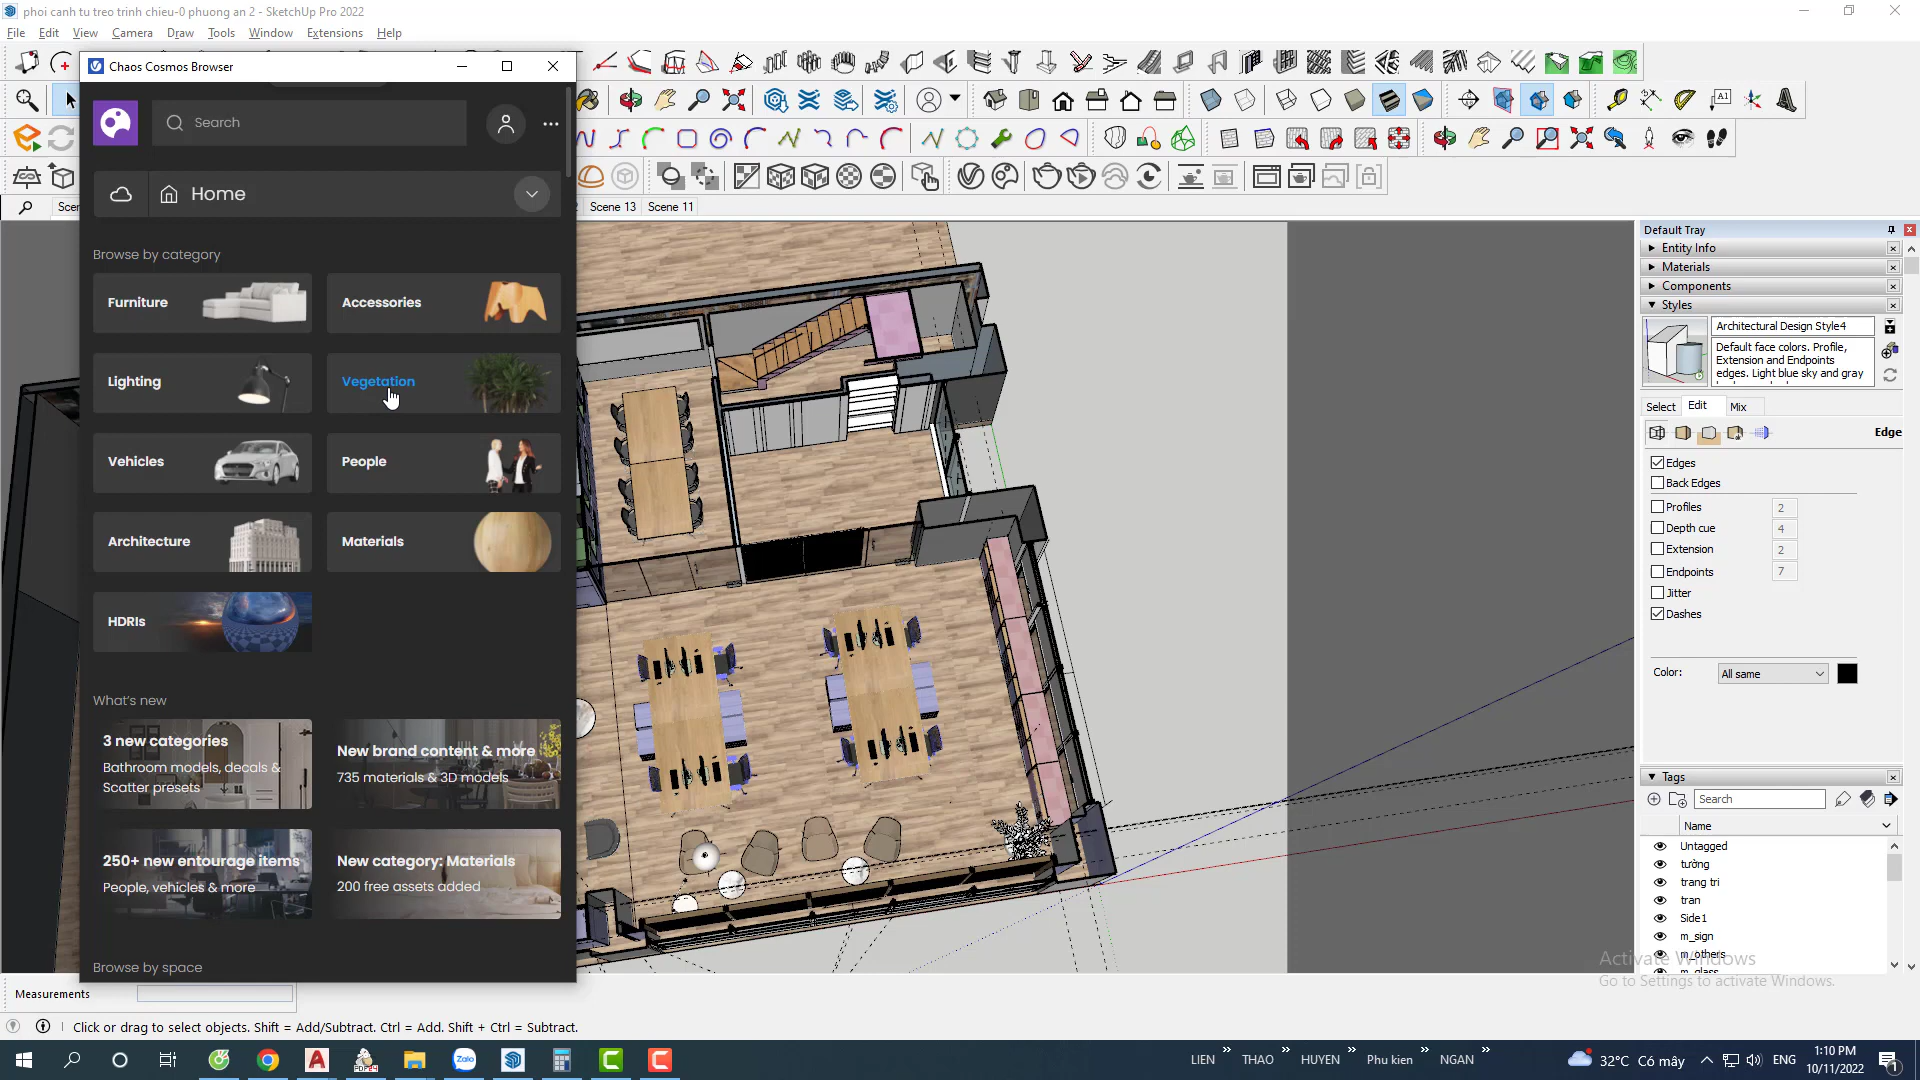 phoi canh tu treo trinh chieu-0 phuong an 2 - SketchUp Pro 2022
File Edit View Camera Draw Tools Window Extensions Help
Chaos Cosmos Browser
Search
Home
Scene 13 Scene 11
Browse by category
Furniture
Accessories
Lighting
Vegetation
Vehicles
People
Architecture
Materials
HDRIs
What's new
3 new categories
Bathroom models, decals &
Scatter presets
New brand content & more
735 materials & 3D models
250+ new entourage items
People, vehicles & more
New category: Materials
200 free assets added
Browse by space
A1
Default Tray
Entity Info
Materials
Components
Styles
Architectural Design Style4
Default face colors. Profile,
Extension and Endpoints
edges. Light blue sky and gray
Select Edit Mix
Edge
Edges
Back Edges
Profiles 2
Depth cue 4
Extension 2
Endpoints 7
Jitter
Dashes
Color: All same
Tags
Search
Name
Untagged
tường
trang tri
tran
Side1
m_sign
m_others
m_glass
Activate Windows
Go to Settings to activate Windows.
Measurements
Click or drag to select objects. Shift = Add/Subtract. Ctrl = Add. Shift + Ctrl = Subtract.
LIEN THAO HUYEN Phu kien NGAN
32°C Có mây
ENG
1:10 PM
10/11/2022
1